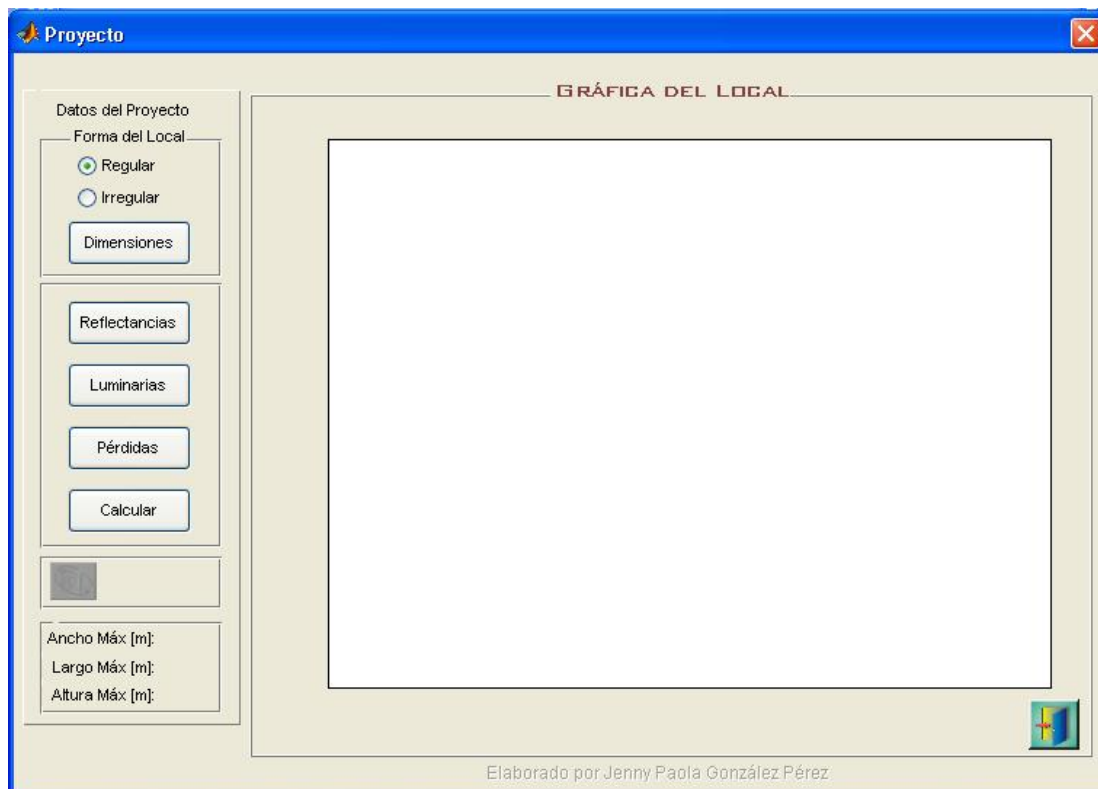 Proyecto
GRÁFICA DEL LOCAL
Datos del Proyecto
Forma del Local
Regular
Irregular
Dimensiones
Reflectancias
Luminarias
Pérdidas
Calcular
Ancho Máx [m]:
Largo Máx [m]:
Altura Máx [m]:
Elaborado por Jenny Paola González Pérez